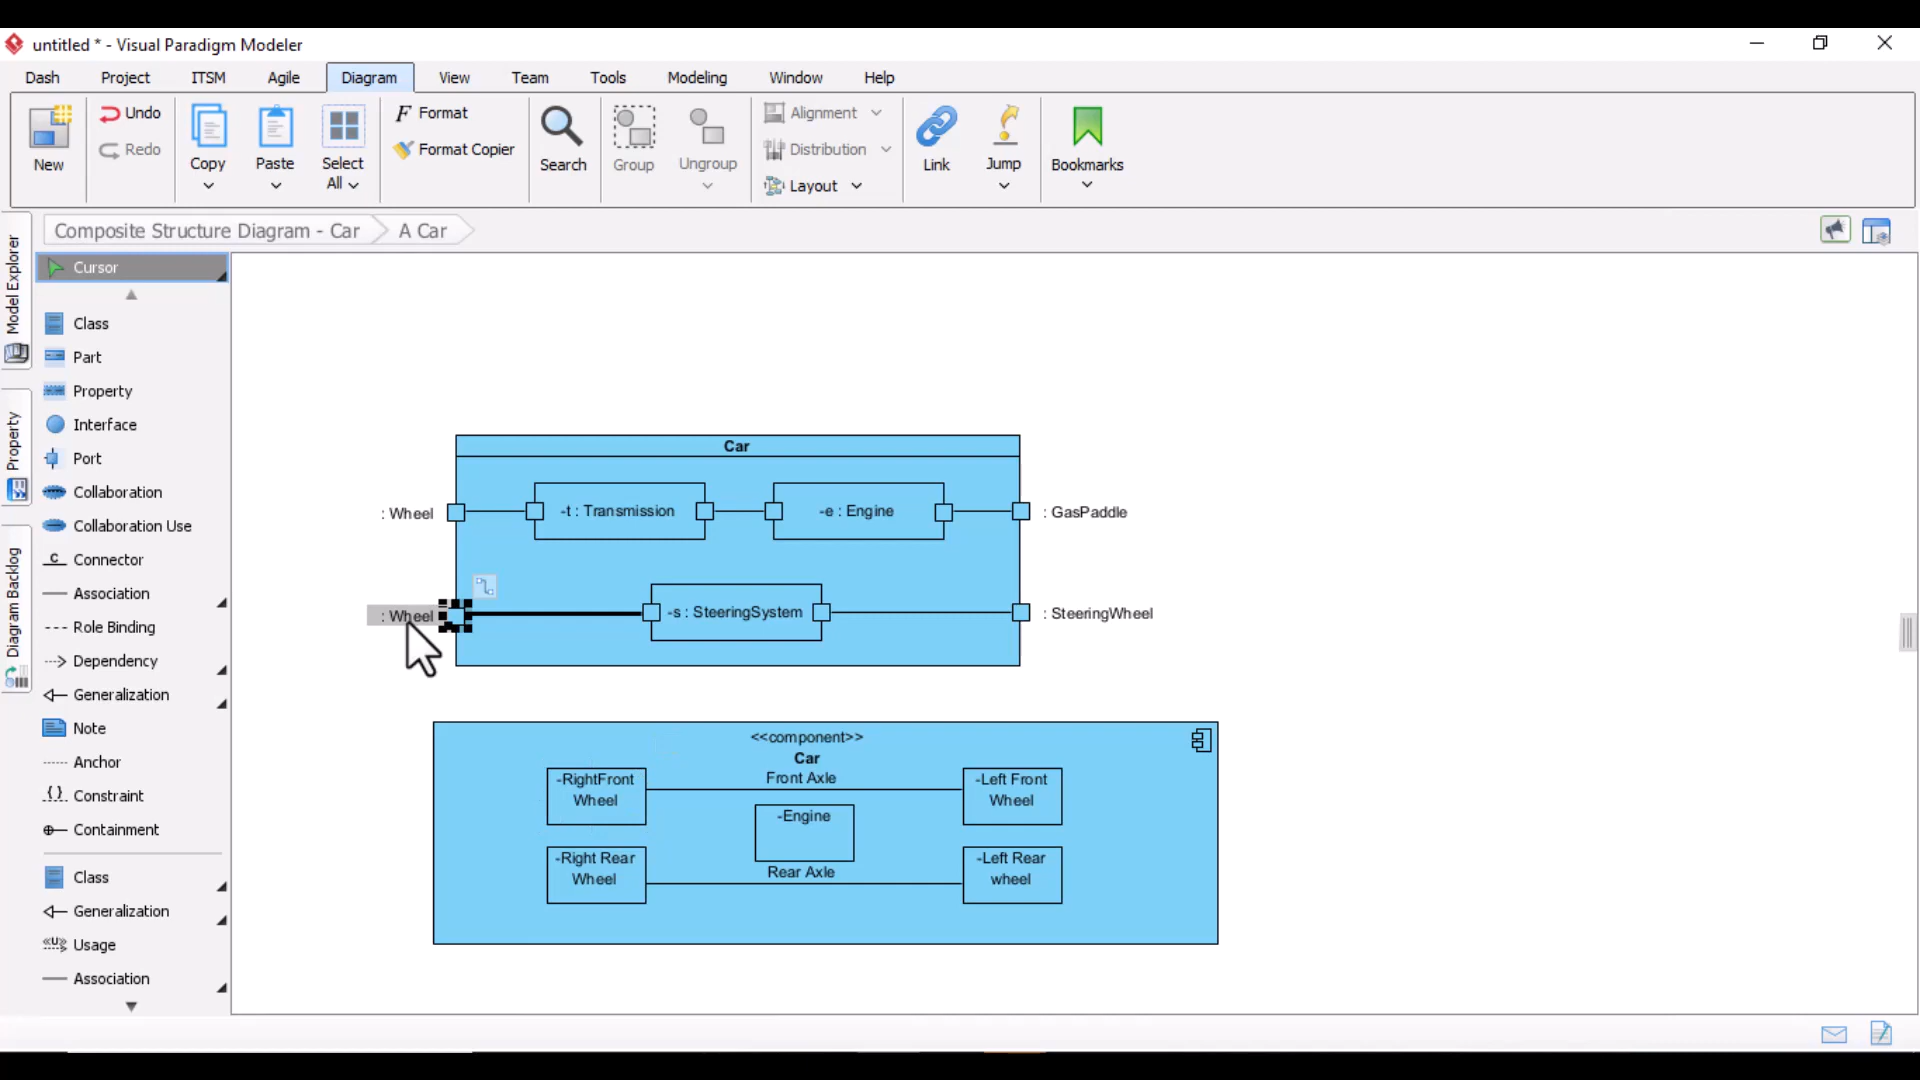 untitled * - Visual Paradigm Modeler
Dash Project ITSM Agile Diagram View Team Tools Modeling Window Help
New
Undo
Redo
Copy
Paste
Select
All
Format
Format Copier
Search
Group
Ungroup
Alignment
Distribution
Layout
Link
Jump
Bookmarks
Composite Structure Diagram - Car
A Car
Model Explorer
Property
Diagram Backlog
Cursor
Class
Part
Property
Interface
Port
Collaboration
Collaboration Use
C Connector
Association
Role Binding
Dependency
Generalization
Note
Anchor
Constraint
Containment
Class
Generalization
«U» Usage
Association
Car
: Wheel
-t : Transmission
-e : Engine
: GasPaddle
: Wheel
-s : SteeringSystem
: SteeringWheel
<<component>>
Car
Front Axle
-RightFront
Wheel
-Left Front
Wheel
-Engine
-Right Rear
Wheel
Rear Axle
-Left Rear
wheel